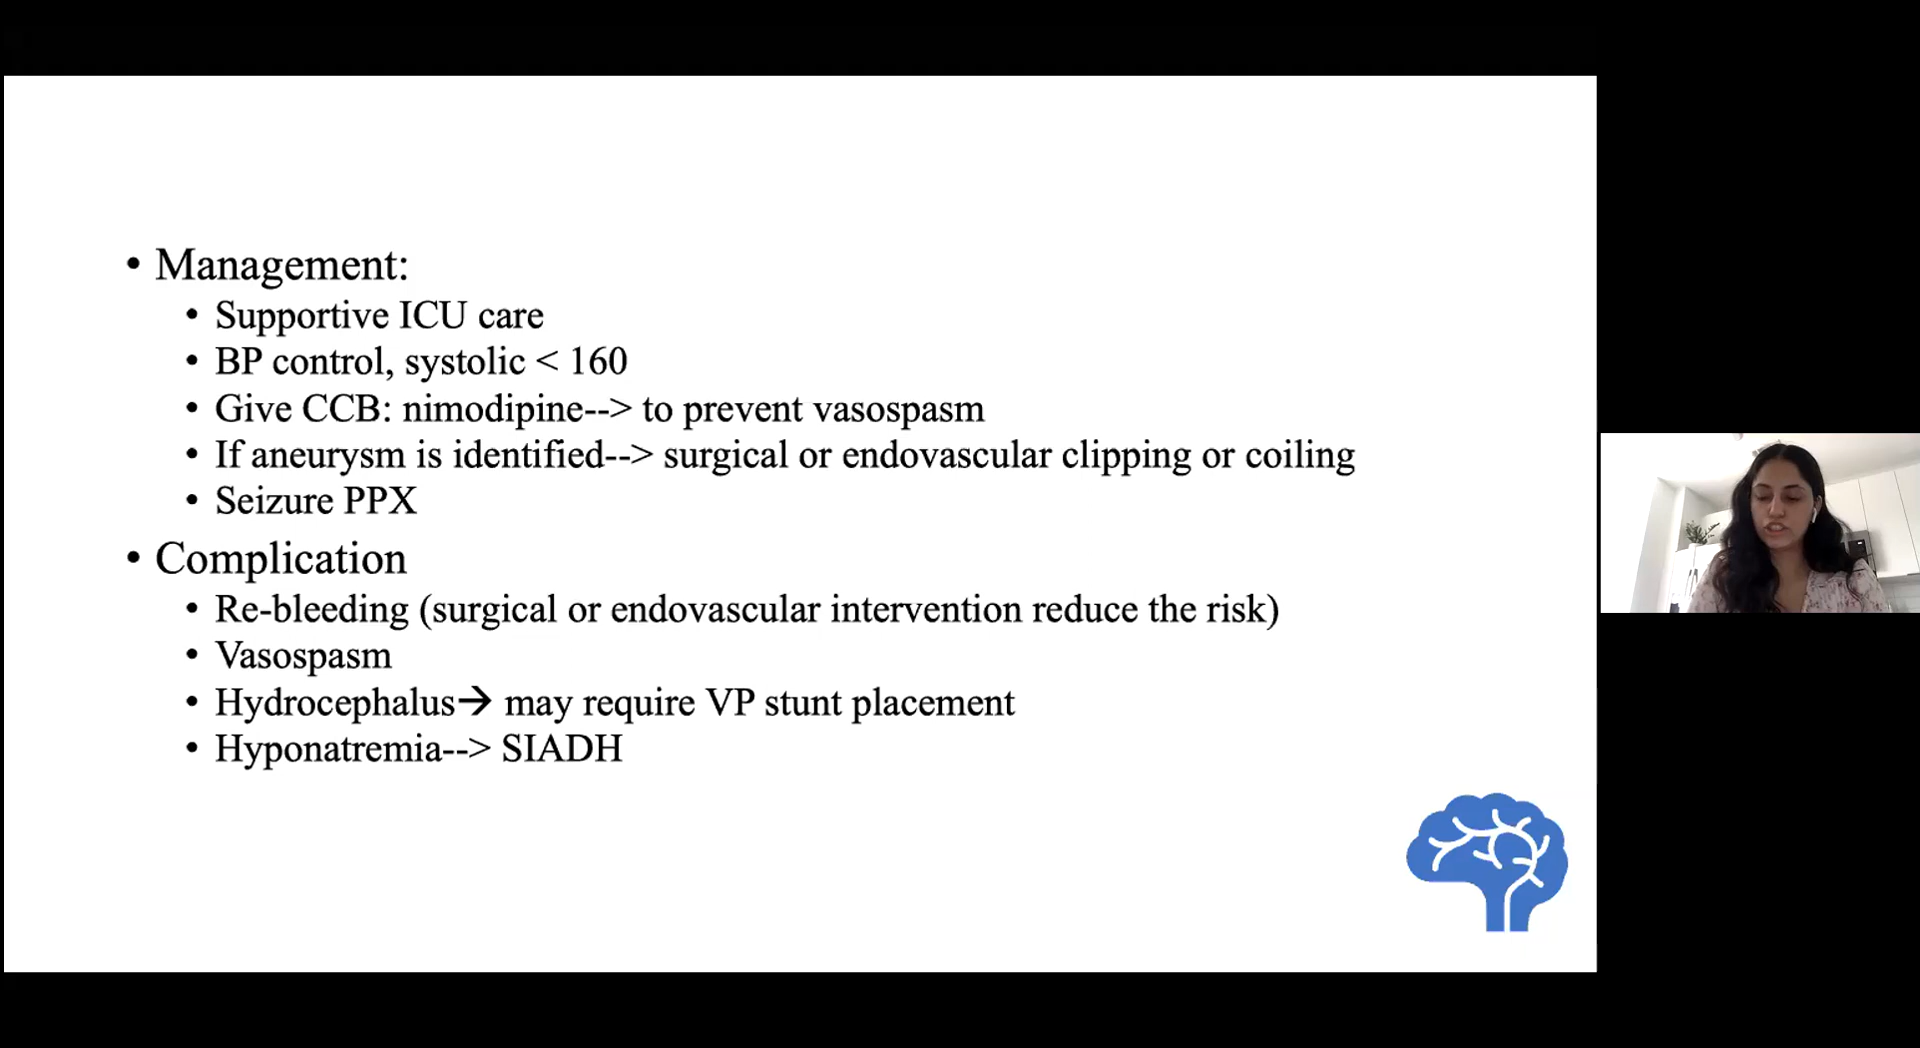 • Management:
• Supportive ICU care
• BP control, systolic < 160
• Give CCB: nimodipine--> to prevent vasospasm
• If aneurysm is identified--> surgical or endovascular clipping or coiling
• Seizure PPX
• Complication
• Re-bleeding (surgical or endovascular intervention reduce the risk)
• Vasospasm
• Hydrocephalus→ may require VP stunt placement
• Hyponatremia--> SIADH